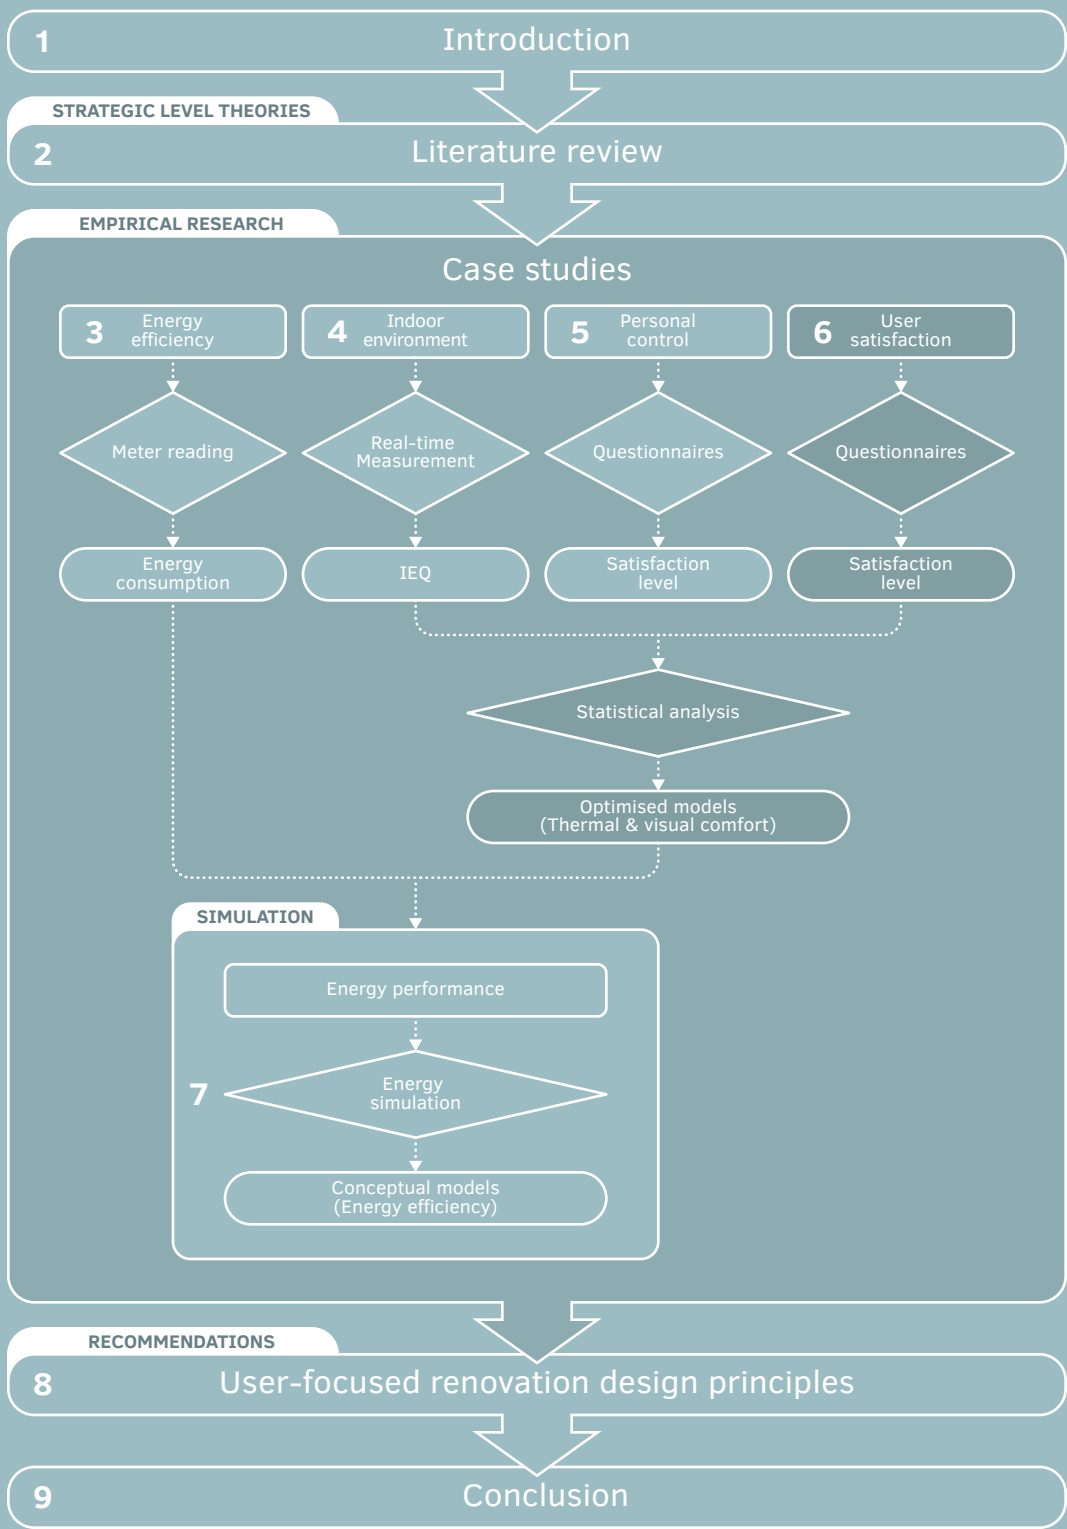 1
Introduction
STRATEGIC LEVEL THEORIES
2
Literature review
EMPIRICAL RESEARCH
Case studies
3
Energy
efficiency
4
Indoor
environment
5
Personal
control
6
User
satisfaction
Meter reading
Real-time
Measurement
Questionnaires
Questionnaires
Energy
consumption
IEQ
Satisfaction
level
Satisfaction
level
Statistical analysis
Optimised models
(Thermal & visual comfort)
SIMULATION
Energy performance
7
Energy
simulation
Conceptual models
(Energy efficiency)
RECOMMENDATIONS
8
User-focused renovation design principles
9
Conclusion